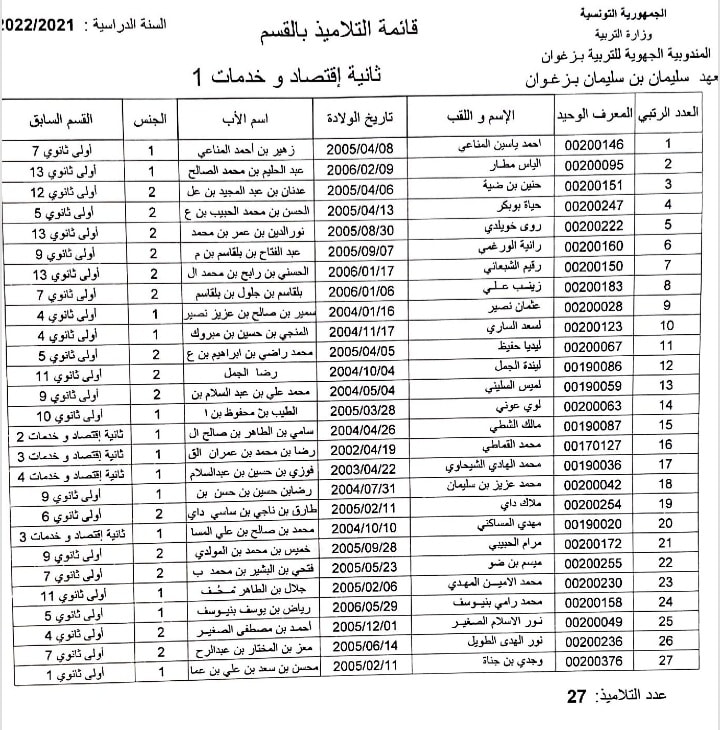 الجمهورية التونسية
وزارة التربية
المندوبية الجهوية للتربية بـزغوان
معهد سليمان بن سليمان بـزغـوان
السنة الدراسية : 2022/2021
قائمة التلاميذ بالقسم
ثانية إقتصاد و خدمات 1
العدد الرتبي المعرف الوحيد الإسم و اللقب تاريخ الولادة اسم الأب الجنس القسم السابق
1 00200146 احمد ياسين المناعي 2005/04/08 زهير بن أحمد المناعي 1 أولى ثانوي 7
2 00200095 الياس مطار 2006/02/09 عبد الحليم بن محمد الصالح 1 أولى ثانوي 13
3 00200151 حنين بن ضية 2005/04/06 عدنان بن عبد المجيد بن عل 2 أولى ثانوي 12
4 00200247 حياة بوبكر 2005/04/13 الحسن بن محمد الحبيب بن ع 2 أولى ثانوي 5
5 00200222 روى خويلدي 2005/08/30 نورالدين بن عمر بن محمد 2 أولى ثانوي 13
6 00200160 رانية الورغمي 2005/09/07 عبد الفتاح بن بلقاسم بن م 2 أولى ثانوي 9
7 00200150 رقيم الشبعاني 2006/01/17 الحسني بن رابح بن محمد ال 2 أولى ثانوي 13
8 00200183 زينب علي 2006/01/06 بلقاسم بن جلول بن بلقاسم 2 أولى ثانوي 7
9 00200028 عثمان نصير 2004/01/16 سمير بن صالح بن عزيز نصير 1 أولى ثانوي 4
10 00200123 لسعد الساري 2004/11/17 المنجي بن حسين بن مبروك 1 أولى ثانوي 4
11 00200067 ليديا حفيظ 2005/04/05 محمد راضي بن ابراهيم بن ع 2 أولى ثانوي 5
12 00190086 ليندة الجمل 2004/10/04 رضا الجمل 2 أولى ثانوي 11
13 00190059 لميس السليني 2004/05/04 محمد علي بن عبد السلام بن 2 أولى ثانوي 9
14 00200063 لوي عوني 2005/03/28 الطيب بن محفوظ بن ا 1 أولى ثانوي 10
15 00190087 مالك الشطي 2004/04/26 سامي بن الطاهر بن صالح ال 1 ثانية إقتصاد و خدمات 2
16 00170127 محمد القماطي 2002/04/19 رضا بن محمد بن عمران الق 1 ثانية إقتصاد و خدمات 3
17 00190036 محمد الهادي الشيحاوي 2003/04/22 فوزي بن حسين بن عبدالسلام 1 ثانية إقتصاد و خدمات 4
18 00200042 محمد عزيز بن سليمان 2004/07/31 رضابن حسين بن حسن بن 1 أولى ثانوي 9
19 00200254 ملاك داي 2005/02/11 طارق بن ناجي بن ساسي داي 2 أولى ثانوي 6
20 00190020 مهدي المساكني 2004/10/10 محمد بن صالح بن علي المسا 1 ثانية إقتصاد و خدمات 3
21 00200172 مرام الحبيبي 2005/09/28 خميس بن محمد بن المولدي 2 أولى ثانوي 9
22 00200255 ميسم بن ضو 2005/05/23 فتحي بن البشير بن محمد ب 2 أولى ثانوي 7
23 00200230 محمد الاميـن المهدي 2005/02/06 جلال بن الطاهر 1 أولى ثانوي 11
24 00200158 محمد رامي بنيـوسف 2006/05/29 رياض بن يوسف بنيـوسف 1 أولى ثانوي 5
25 00200049 نـور الاسلام الصغيـر 2005/12/01 أحمـد بن مصطفى الصغيـر 2 أولى ثانوي 4
26 00200236 نور الهدى الطويل 2005/06/14 معز بن المختار بن عبدالرح 2 أولى ثانوي 7
27 00200376 وجدي بن جناة 2005/02/11 محسن بن سعد بن علي بن عما 1 أولى ثانوي 1
عدد التلاميذ: 27